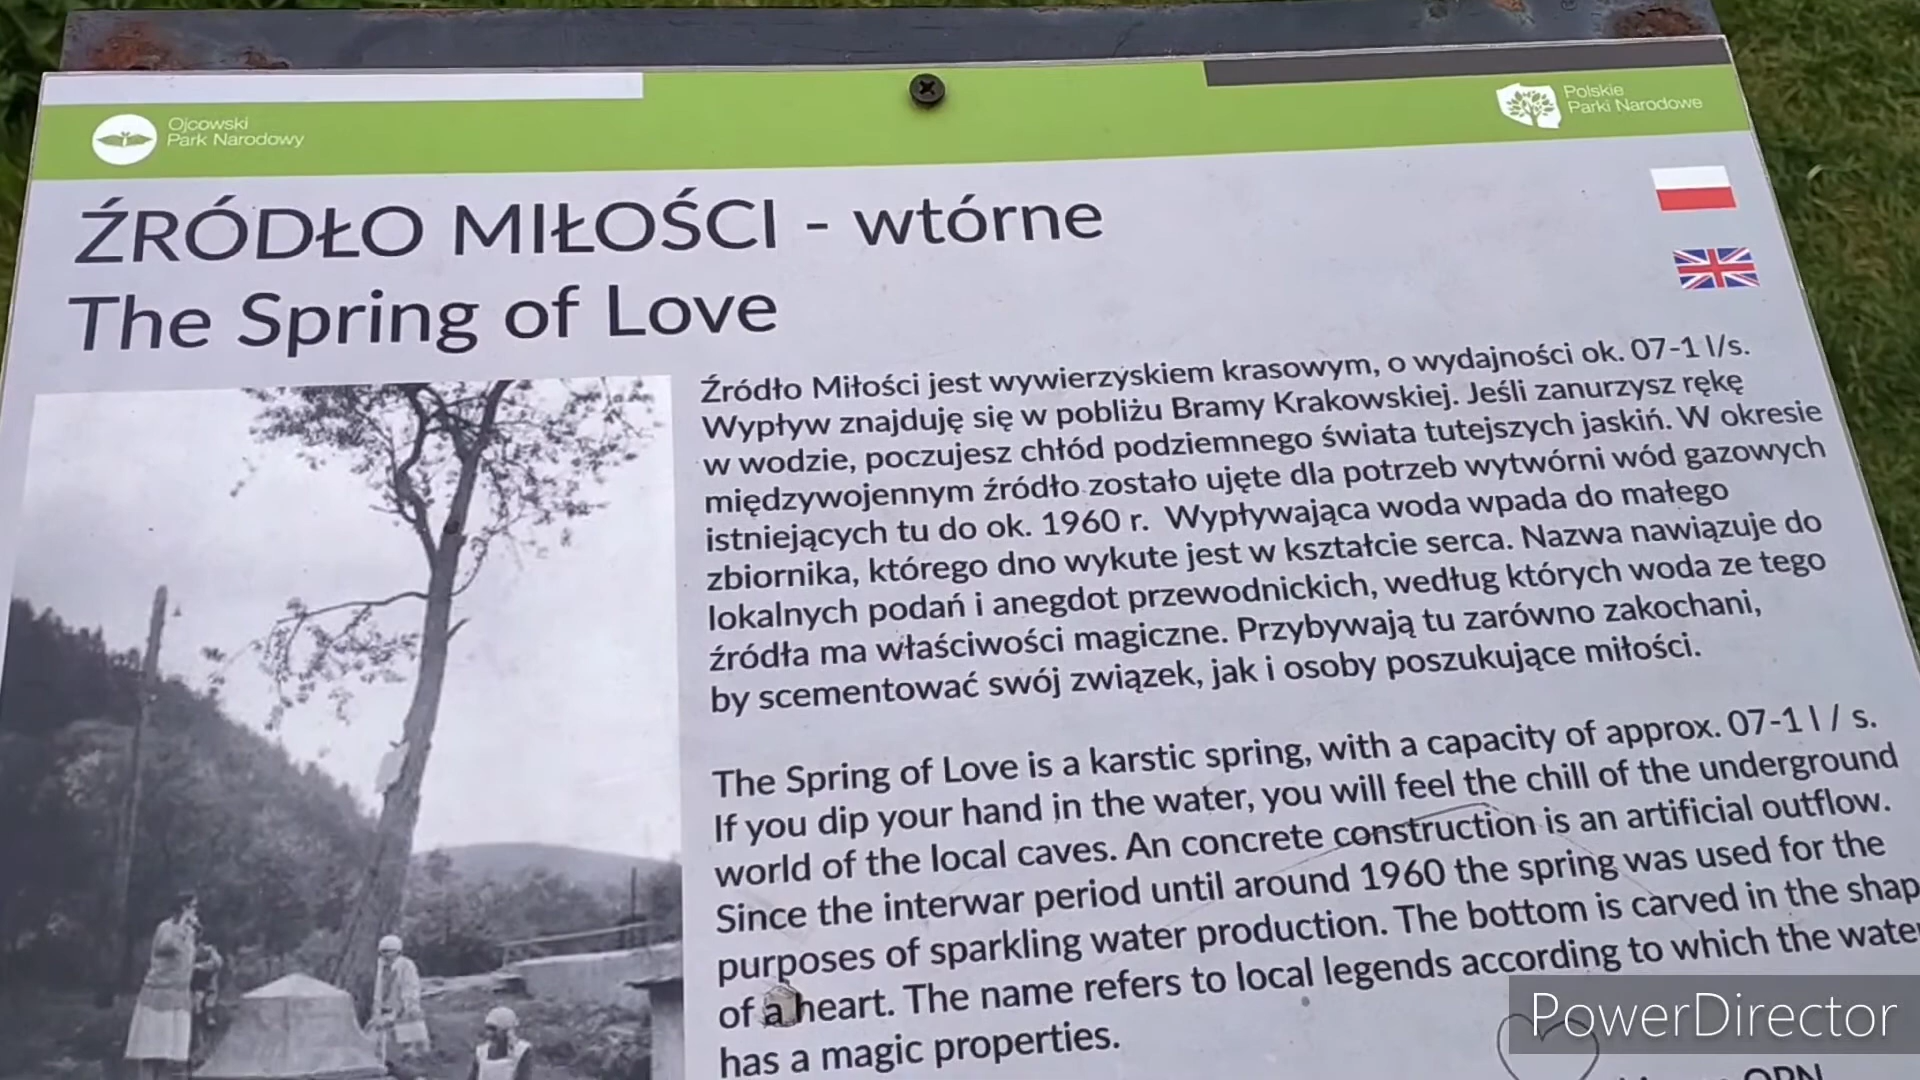 Ojcowski
Park Narodowy
Polskie
Parki Narodowe
ŹRÓDŁO MIŁOŚCI - wtórne
The Spring of Love
Źródło Miłości jest wywierzyskiem krasowym, o wydajności ok. 07-1 l/s.
Wypływ znajduję się w pobliżu Bramy Krakowskiej. Jeśli zanurzysz rękę
w wodzie, poczujesz chłód podziemnego świata tutejszych jaskiń. W okresie
międzywojennym źródło zostało ujęte dla potrzeb wytwórni wód gazowych
istniejących tu do ok. 1960 r. Wypływająca woda wpada do małego
zbiornika, którego dno wykute jest w kształcie serca. Nazwa nawiązuje do
lokalnych podań i anegdot przewodnickich, według których woda ze tego
źródła ma właściwości magiczne. Przybywają tu zarówno zakochani,
by scementować swój związek, jak i osoby poszukujące miłości.
The Spring of Love is a karstic spring, with a capacity of approx. 07-1 l / s.
If you dip your hand in the water, you will feel the chill of the underground
world of the local caves. An concrete construction is an artificial outflow.
Since the interwar period until around 1960 the spring was used for the
purposes of sparkling water production. The bottom is carved in the shap
of a heart. The name refers to local legends according to which the wate
has a magic properties.
PowerDirector
OPN